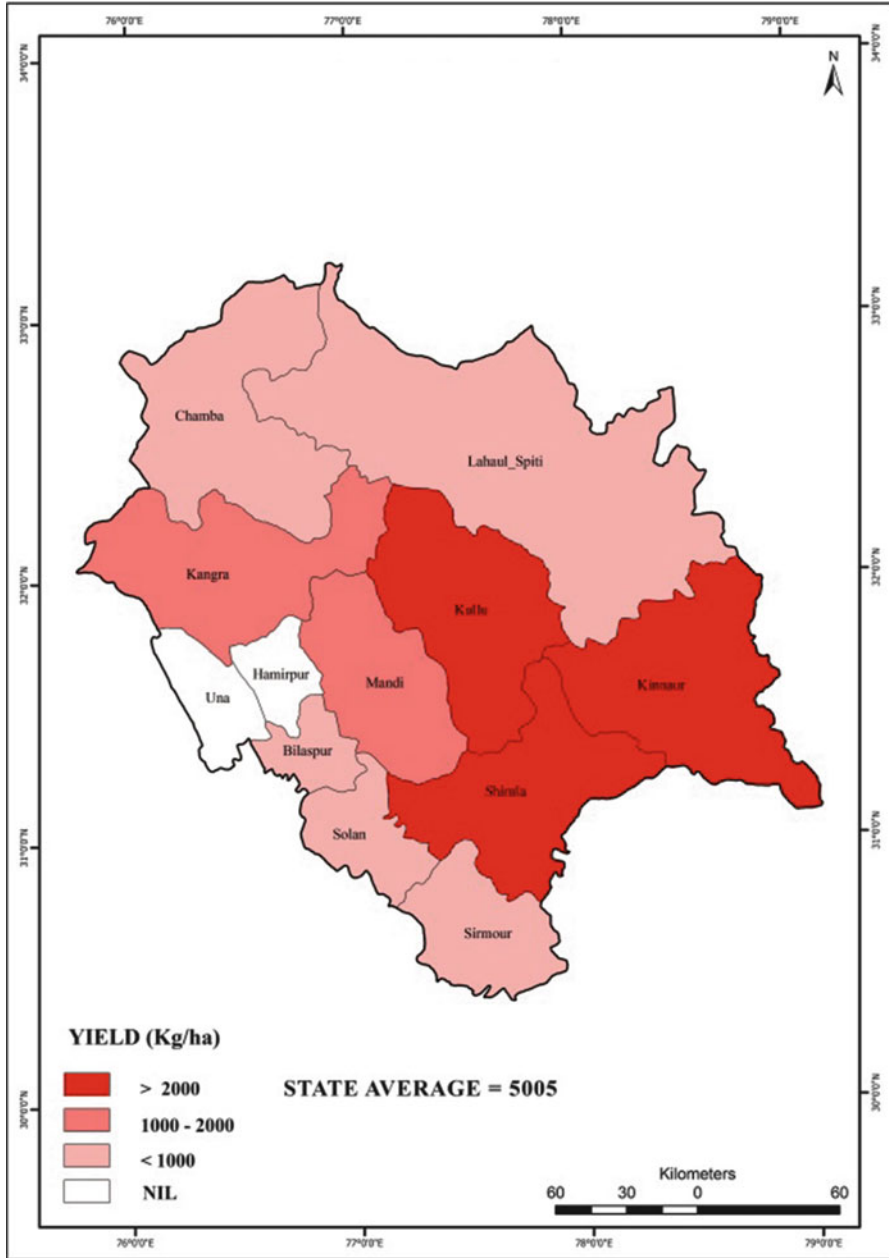 76°0'0"E 77°0'0"E 78°0'0"E 79°0'0"E
N
34°0'0"N 34°0'0"N
33°0'0"N 33°0'0"N
Chamba
Lahaul_Spiti
32°0'0"N 32°0'0"N
Kangra
Kullu
Hamirpur
Mandi
Kinnaur
Una
Bilaspur
Shimla
Solan
31°0'0"N 31°0'0"N
Sirmour
YIELD (Kg/ha)
> 2000
STATE AVERAGE = 5005
1000 - 2000
30°0'0"N 30°0'0"N
< 1000
NIL
Kilometers
60 30 0 60
76°0'0"E 77°0'0"E 78°0'0"E 79°0'0"E